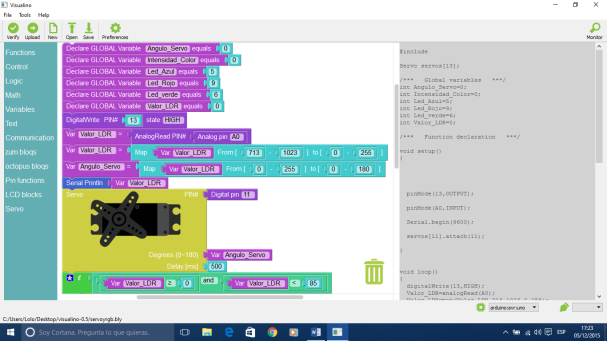 Visualino
File Tools Help
Verify Upload New Open Save Preferences Monitor
Functions
Control
Logic
Math
Variables
Text
Communication
zum bloqs
octopus bloqs
Pin functions
LCD blocks
Servo
Declare GLOBAL Variable Angulo_Servo equals 0
Declare GLOBAL Variable Intensidad_Color equals 0
Declare GLOBAL Variable Led_Azul equals 5
Declare GLOBAL Variable Led_Rojo equals 9
Declare GLOBAL Variable Led_verde equals 6
Declare GLOBAL Variable Valor_LDR equals 0
DigitalWrite PIN# 13 state HIGH
Var Valor_LDR = AnalogRead PIN# Analog pin A0
Var Valor_LDR = Map Var Valor_LDR From [ 713 - 1023 ] to [ 0 - 255 ]
Var Angulo_Servo = Map Var Valor_LDR From [ 0 - 255 ] to [ 0 - 180 ]
Serial Println Var Valor_LDR
Servo PIN# Digital pin 11
Degrees (0~180) Var Angulo_Servo
Delay [ms] 500
if Var Valor_LDR ≥ 0 and Var Valor_LDR < 85
#include
Servo servos[13];
/*** Global variables ***/
int Angulo_Servo=0;
int Intensidad_Color=0;
int Led_Azul=5;
int Led_Rojo=9;
int Led_verde=6;
int Valor_LDR=0;
/*** Function declaration ***/
void setup()
{
pinMode(13,OUTPUT);
pinMode(A0,INPUT);
Serial.begin(9600);
servos[11].attach(11);
}
void loop()
{
digitalWrite(13,HIGH);
Valor_LDR=analogRead(A0);
arduino:avr:uno
C:/Users/Lolo/Desktop/visualino-0.5/servoyrgb.bly
Soy Cortana. Pregunta lo que quieras.
ESP
17:23
05/12/2015